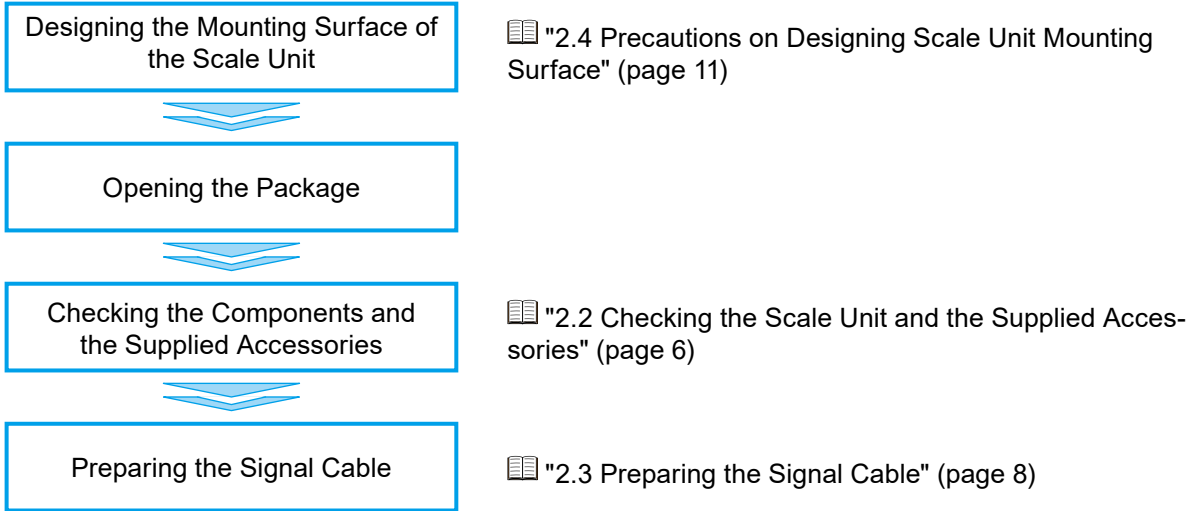 Designing the Mounting Surface of
the Scale Unit
"2.4 Precautions on Designing Scale Unit Mounting
Surface" (page 11)
Opening the Package
Checking the Components and
the Supplied Accessories
"2.2 Checking the Scale Unit and the Supplied Acces-
sories" (page 6)
Preparing the Signal Cable
"2.3 Preparing the Signal Cable" (page 8)